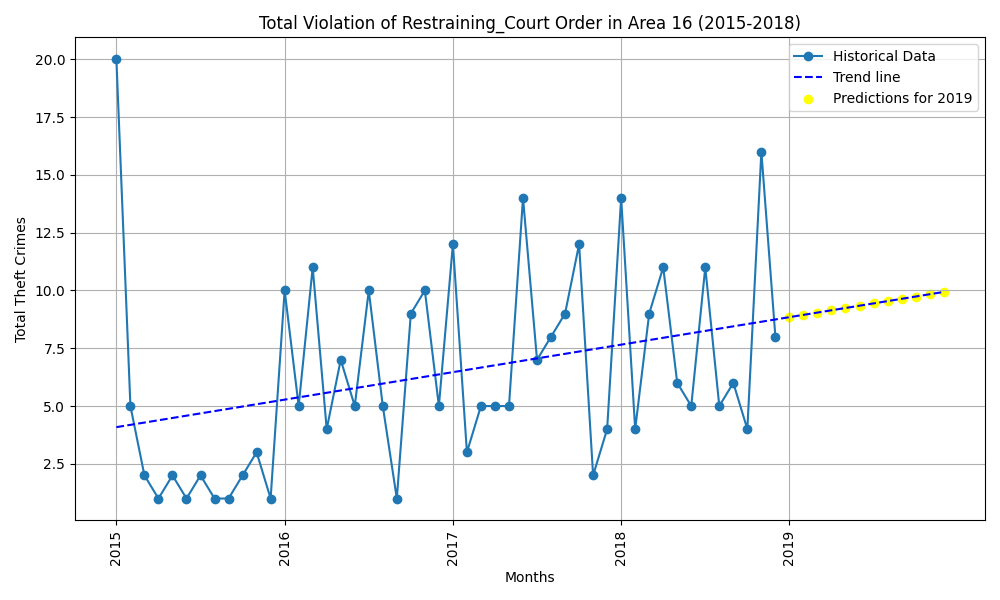 Total Violation of Restraining_Court Order in Area 16 (2015-2018)
Historical Data
Trend line
Predictions for 2019
Total Theft Crimes
20.0
17.5
15.0
12.5
10.0
7.5
5.0
2.5
2015
2016
2017
2018
2019
Months